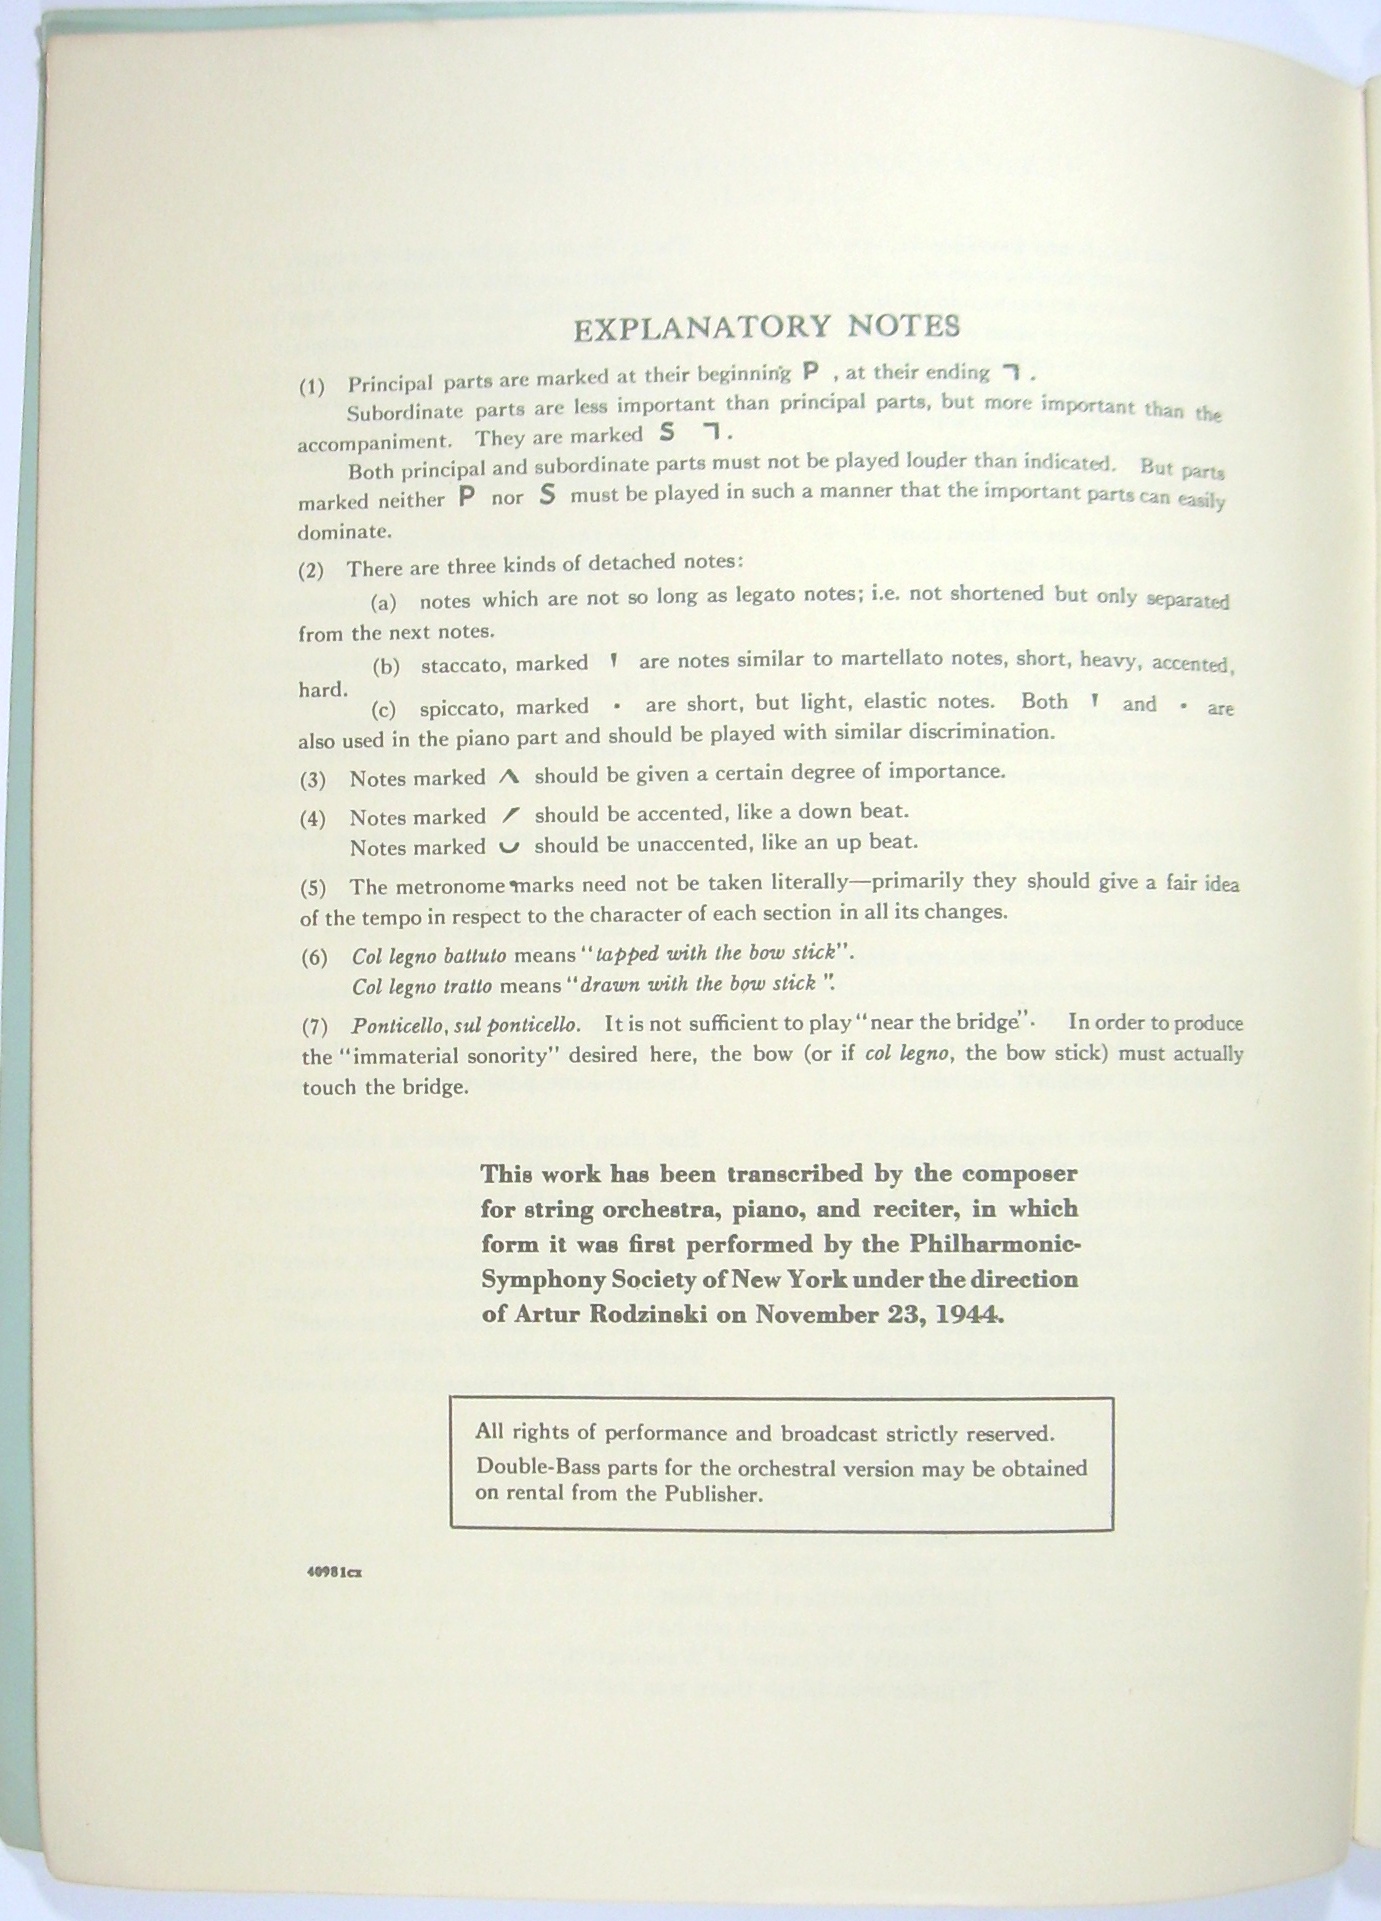 EXPLANATORY NOTES
(1) Principal parts are marked at their beginning P , at their ending ㄱ .
Subordinate parts are less important than principal parts, but more important than the
accompaniment. They are marked S ㄱ .
Both principal and subordinate parts must not be played louder than indicated. But parts
marked neither P nor S must be played in such a manner that the important parts can easily
dominate.
(2) There are three kinds of detached notes:
(a) notes which are not so long as legato notes; i.e. not shortened but only separated
from the next notes.
(b) staccato, marked ' are notes similar to martellato notes, short, heavy, accented,
hard.
(c) spiccato, marked · are short, but light, elastic notes. Both ' and · are
also used in the piano part and should be played with similar discrimination.
(3) Notes marked ∧ should be given a certain degree of importance.
(4) Notes marked ˊ should be accented, like a down beat.
Notes marked ◡ should be unaccented, like an up beat.
(5) The metronome marks need not be taken literally—primarily they should give a fair idea
of the tempo in respect to the character of each section in all its changes.
(6) Col legno battuto means "tapped with the bow stick".
Col legno tratto means "drawn with the bow stick".
(7) Ponticello, sul ponticello. It is not sufficient to play "near the bridge". In order to produce
the "immaterial sonority" desired here, the bow (or if col legno, the bow stick) must actually
touch the bridge.
This work has been transcribed by the composer
for string orchestra, piano, and reciter, in which
form it was first performed by the Philharmonic-
Symphony Society of New York under the direction
of Artur Rodzinski on November 23, 1944.
All rights of performance and broadcast strictly reserved.
Double-Bass parts for the orchestral version may be obtained
on rental from the Publisher.
40981cx